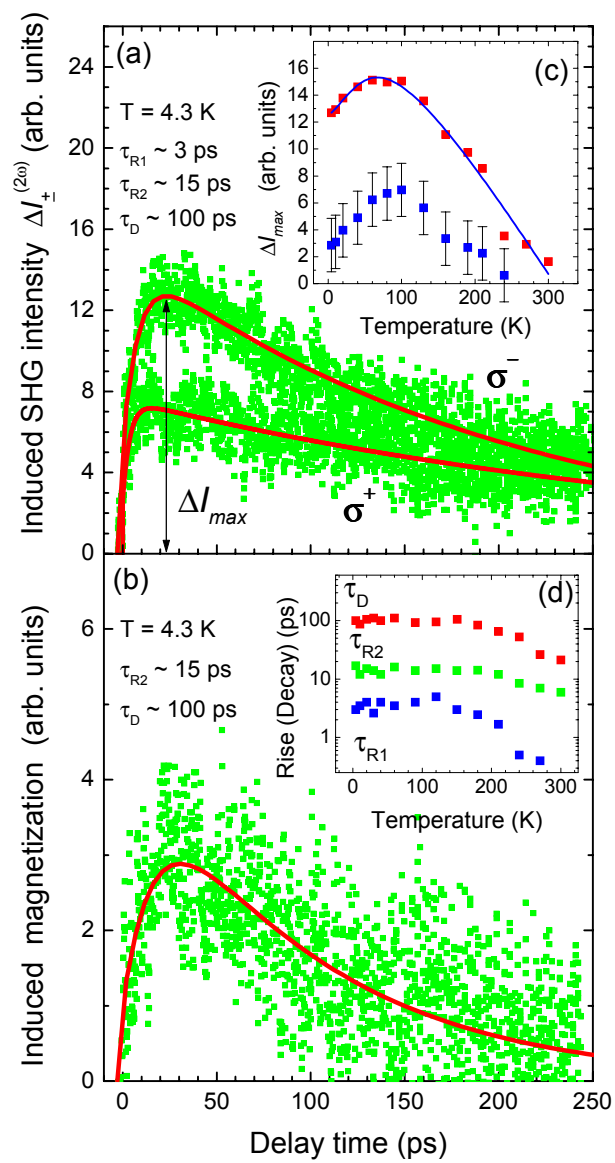 (a)
T = 4.3 K
τR1 ~ 3 ps
τR2 ~ 15 ps
τD ~ 100 ps
Induced SHG intensity ΔI±(2ω) (arb. units)
24
20
16
12
8
4
0
ΔImax
σ−
σ+
(c)
ΔImax (arb. units)
16
14
12
10
8
6
4
2
0
0 100 200 300
Temperature (K)
(b)
T = 4.3 K
τR2 ~ 15 ps
τD ~ 100 ps
Induced magnetization (arb. units)
6
4
2
0
(d)
Rise (Decay) (ps)
100
10
1
τD
τR2
τR1
0 100 200 300
Temperature (K)
0 50 100 150 200 250
Delay time (ps)